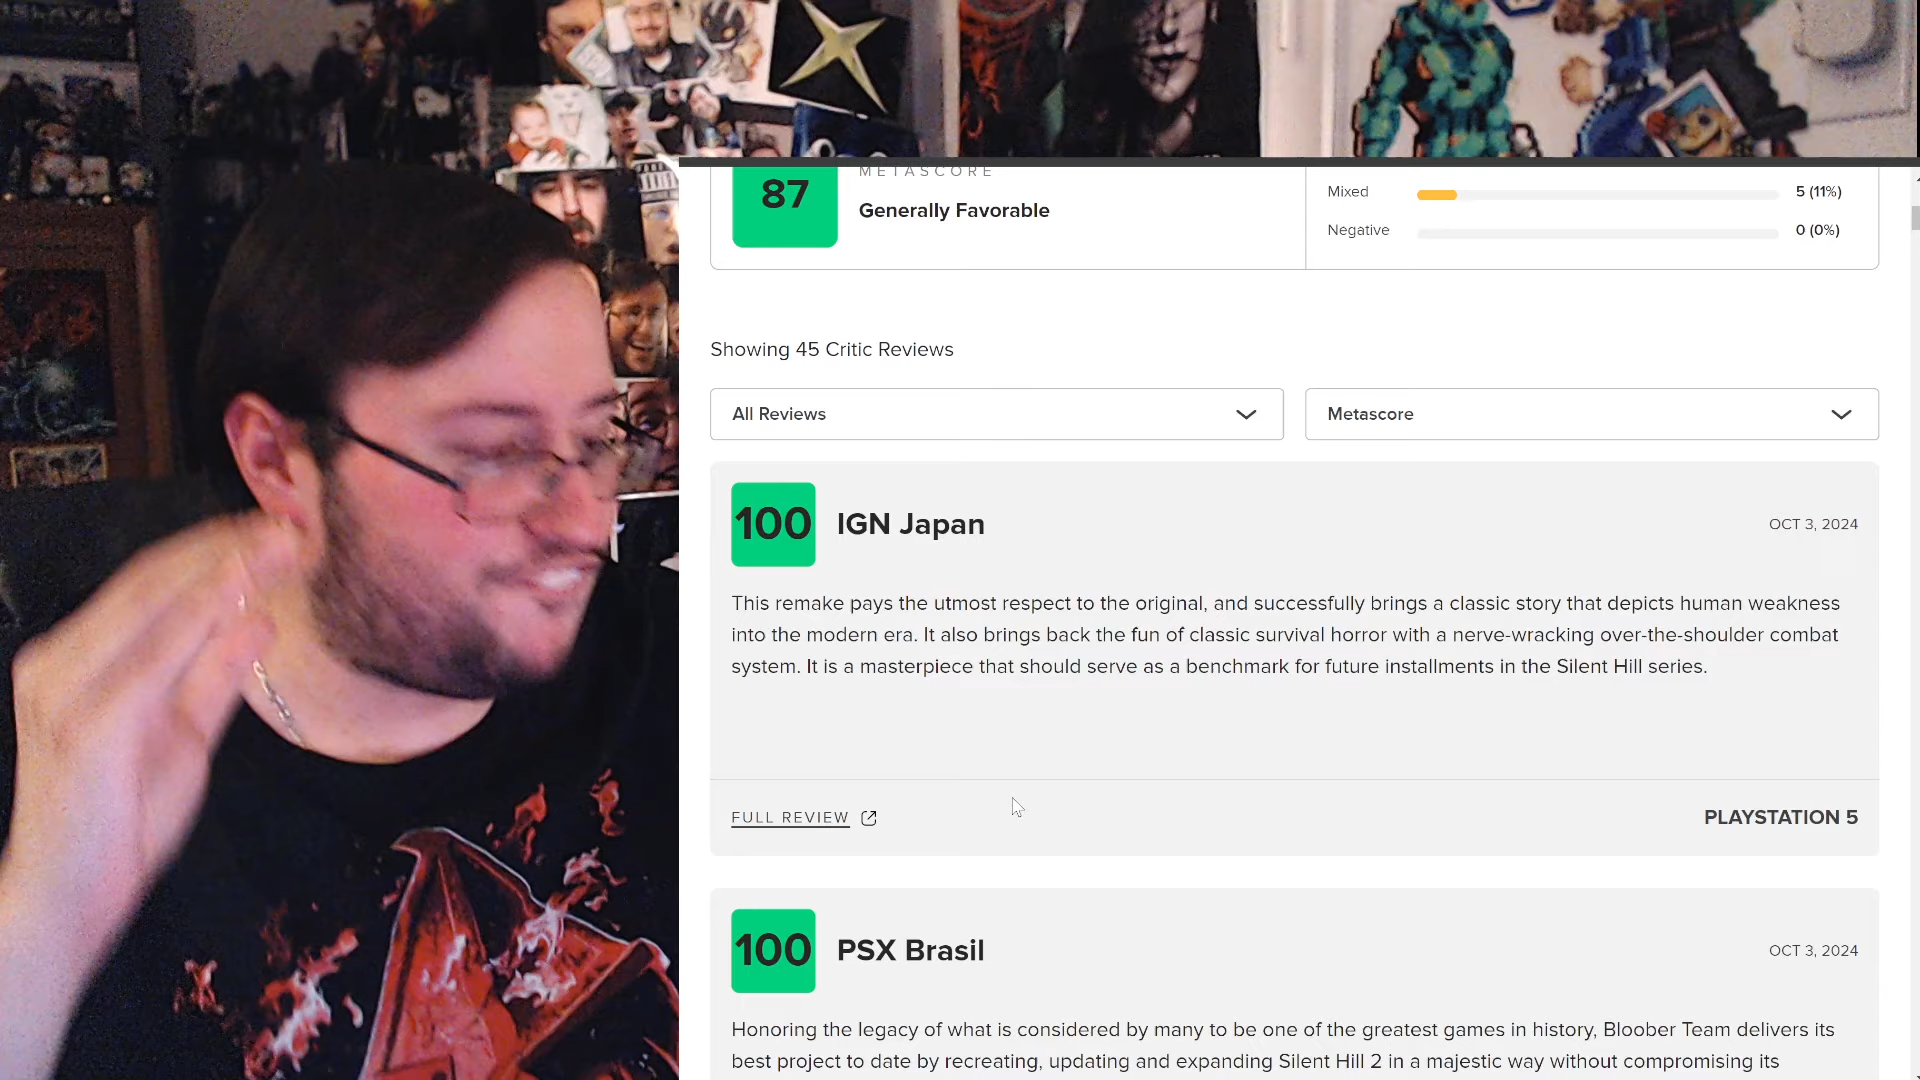 METASCORE
87
Generally Favorable
Mixed
5 (11%)
Negative
0 (0%)
Showing 45 Critic Reviews
All Reviews
Metascore
100
IGN Japan
OCT 3, 2024
This remake pays the utmost respect to the original, and successfully brings a classic story that depicts human weakness
into the modern era. It also brings back the fun of classic survival horror with a nerve-wracking over-the-shoulder combat
system. It is a masterpiece that should serve as a benchmark for future installments in the Silent Hill series.
FULL REVIEW
PLAYSTATION 5
100
PSX Brasil
OCT 3, 2024
Honoring the legacy of what is considered by many to be one of the greatest games in history, Bloober Team delivers its
best project to date by recreating, updating and expanding Silent Hill 2 in a majestic way without compromising its